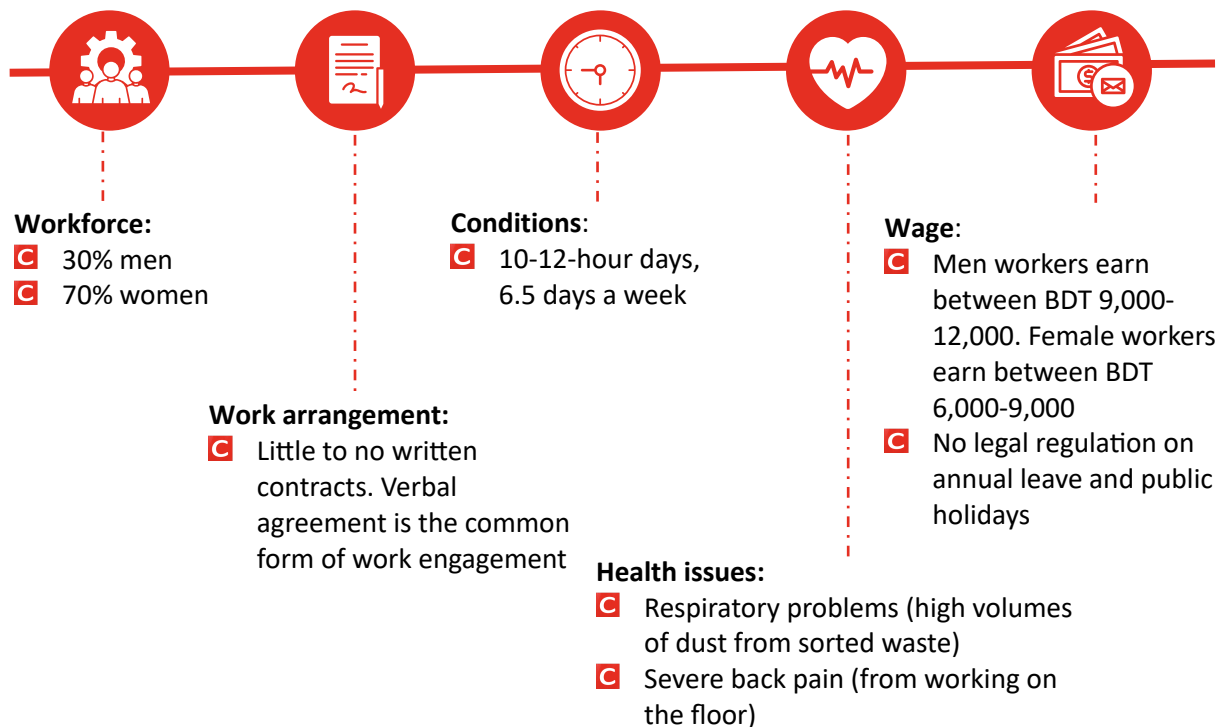 Workforce:
C 30% men
C 70% women
Work arrangement:
C Little to no written
contracts. Verbal
agreement is the common
form of work engagement
Conditions:
C 10-12-hour days,
6.5 days a week
Health issues:
C Respiratory problems (high volumes
of dust from sorted waste)
C Severe back pain (from working on
the floor)
Wage:
C Men workers earn
between BDT 9,000-
12,000. Female workers
earn between BDT
6,000-9,000
C No legal regulation on
annual leave and public
holidays